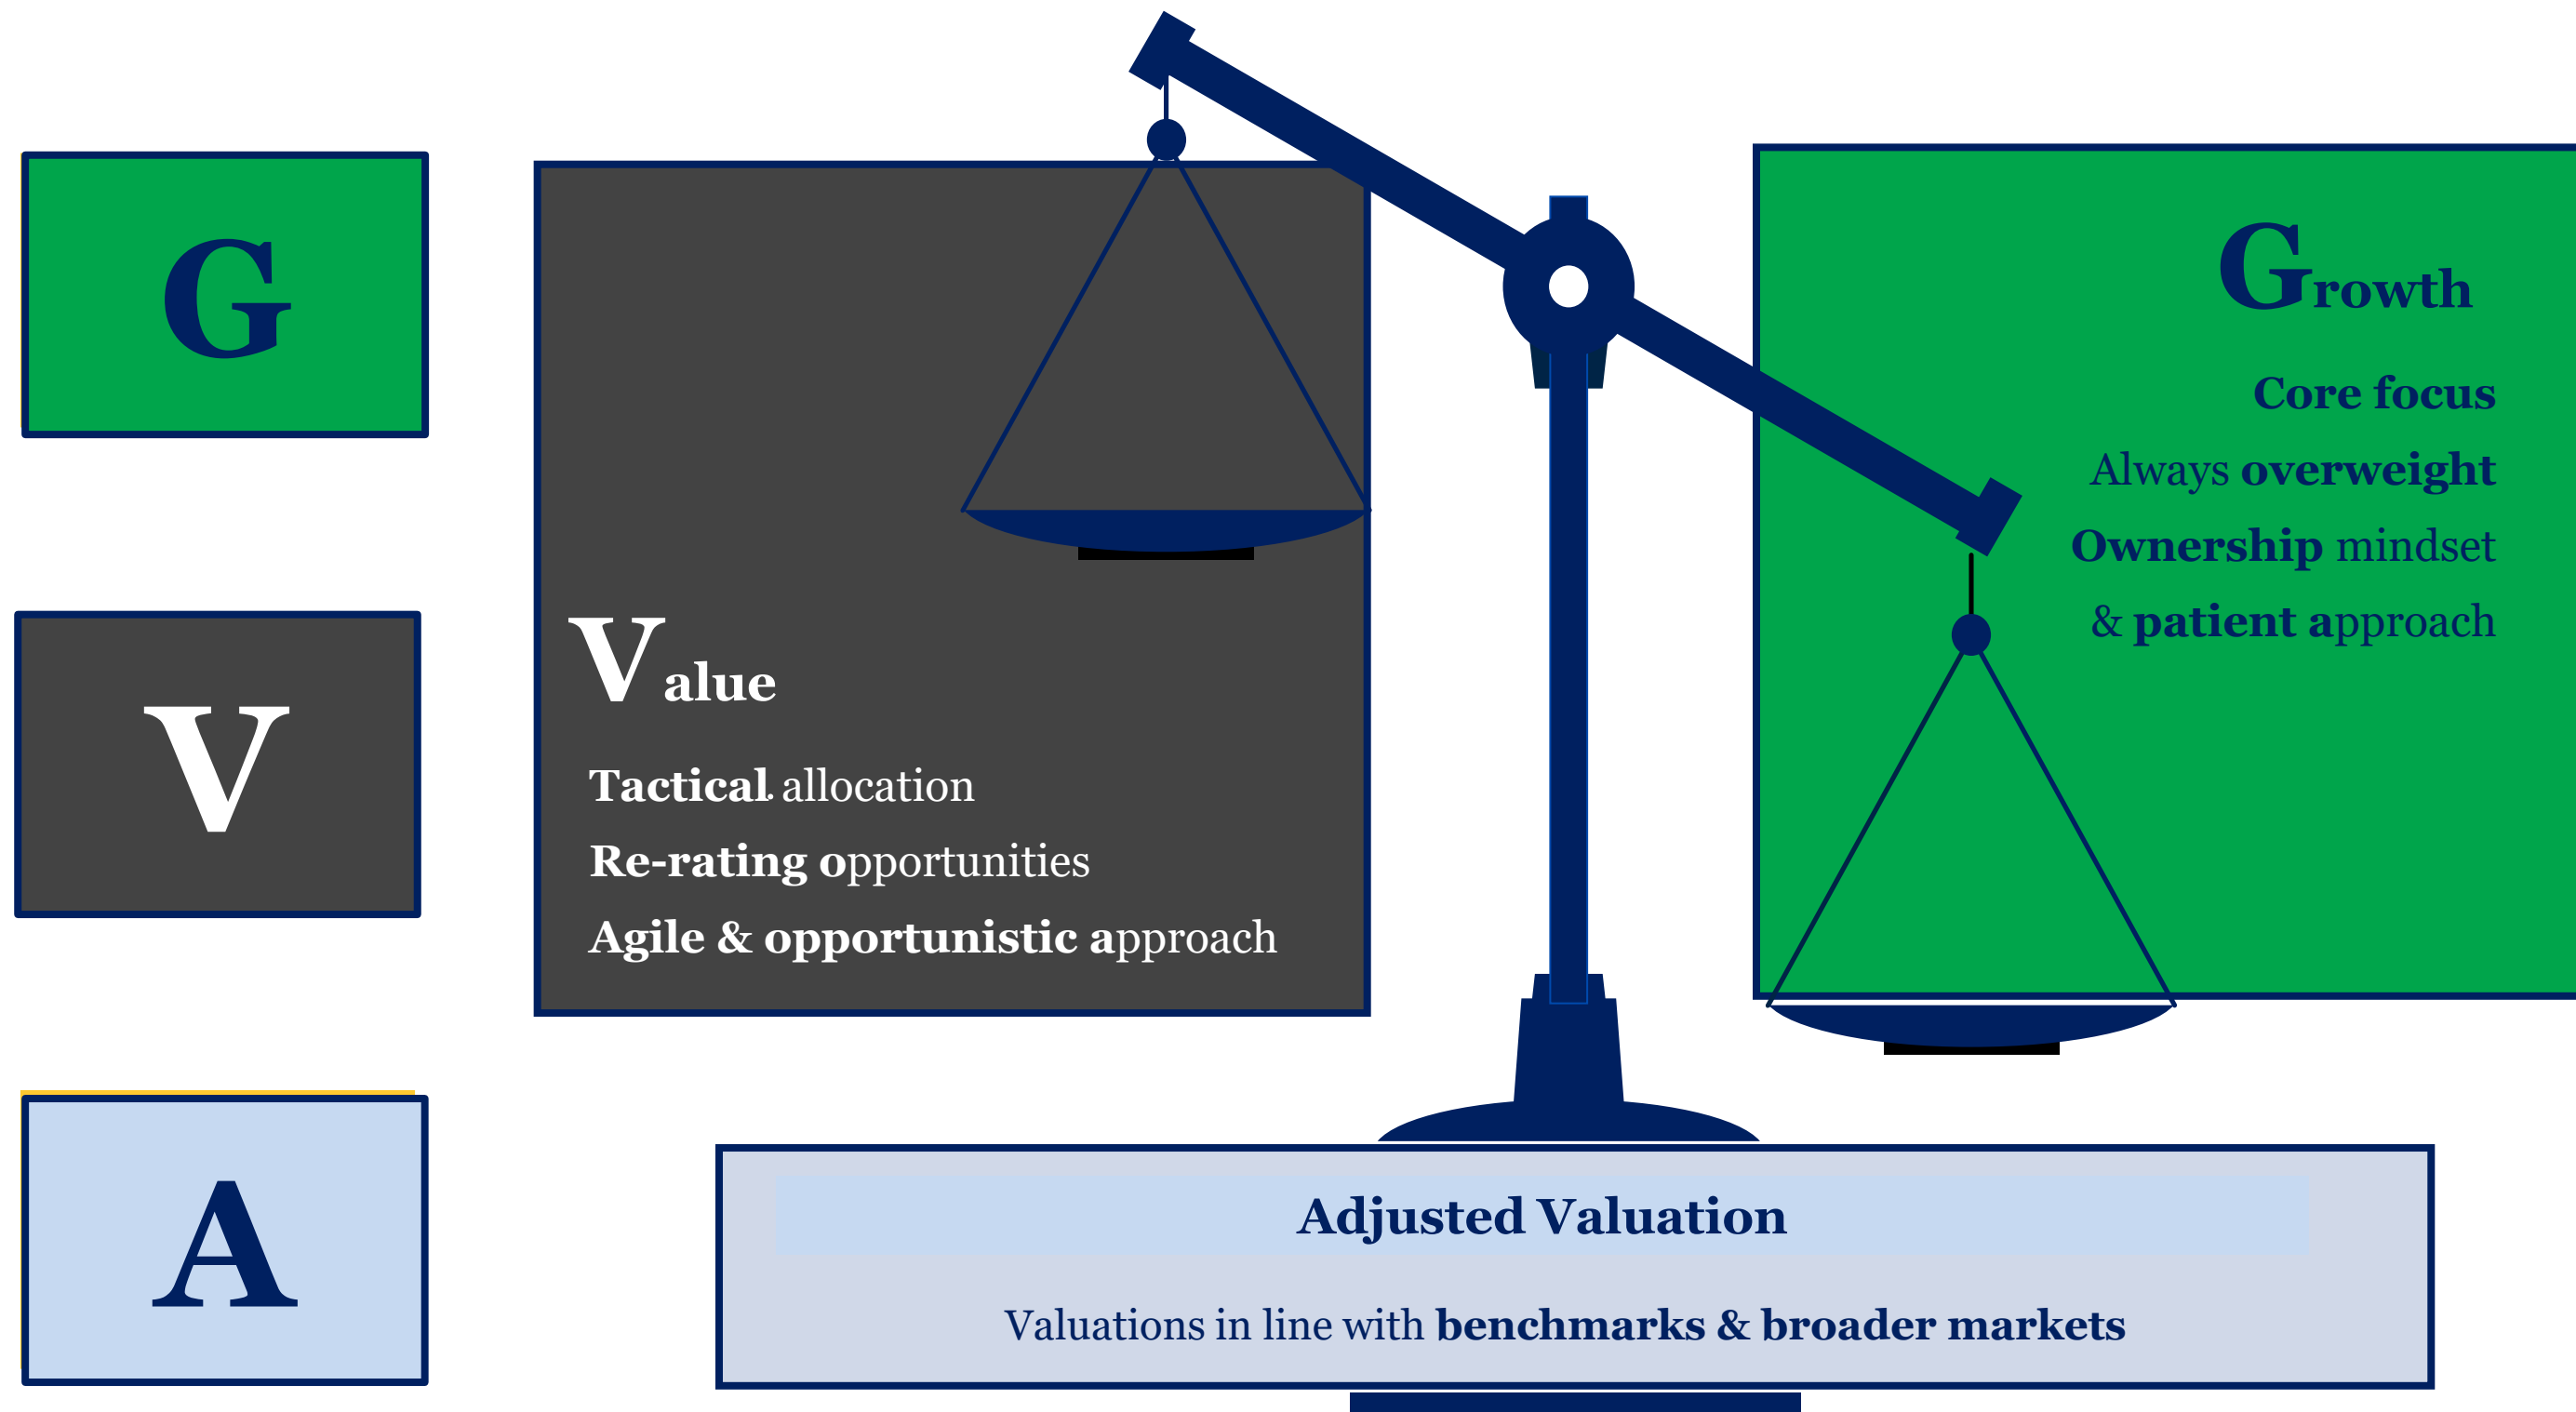 G
V
A
Value
Tactical. allocation
Re-rating opportunities
Agile & opportunistic approach
Growth
Core focus
Always overweight
Ownership mindset
& patient approach
Adjusted Valuation
Valuations in line with benchmarks & broader markets